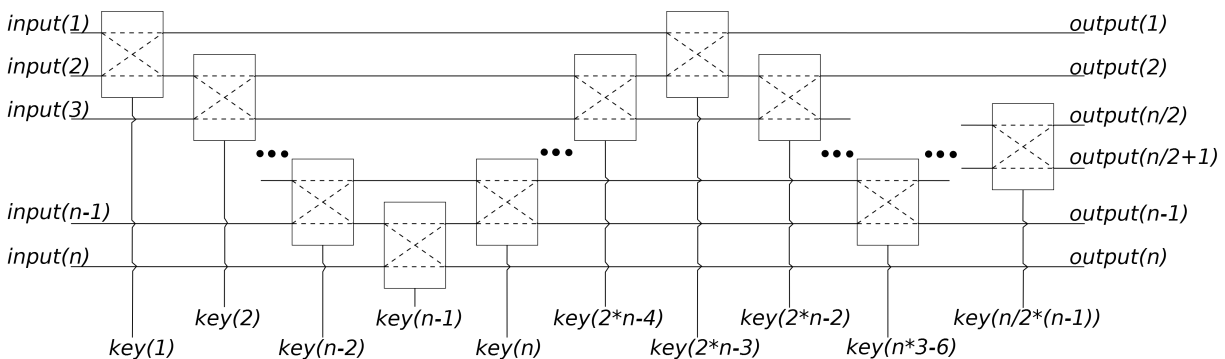 input(1)
output(1)
input(2)
output(2)
input(3)
output(n/2)
output(n/2+1)
input(n-1)
output(n-1)
input(n)
output(n)
key(2)
key(n-1)
key(2*n-4)
key(2*n-2)
key(n/2*(n-1))
key(1)
key(n-2)
key(n)
key(2*n-3)
key(n*3-6)